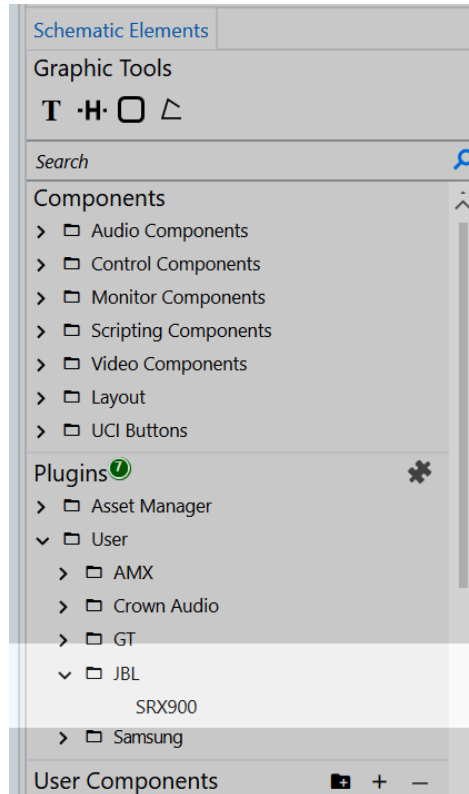 Schematic Elements
Graphic Tools
T H
Search
Components
Audio Components
Control Components
Monitor Components
Scripting Components
Video Components
Layout
UCI Buttons
Plugins 7
Asset Manager
User
AMX
Crown Audio
GT
JBL
SRX900
Samsung
User Components